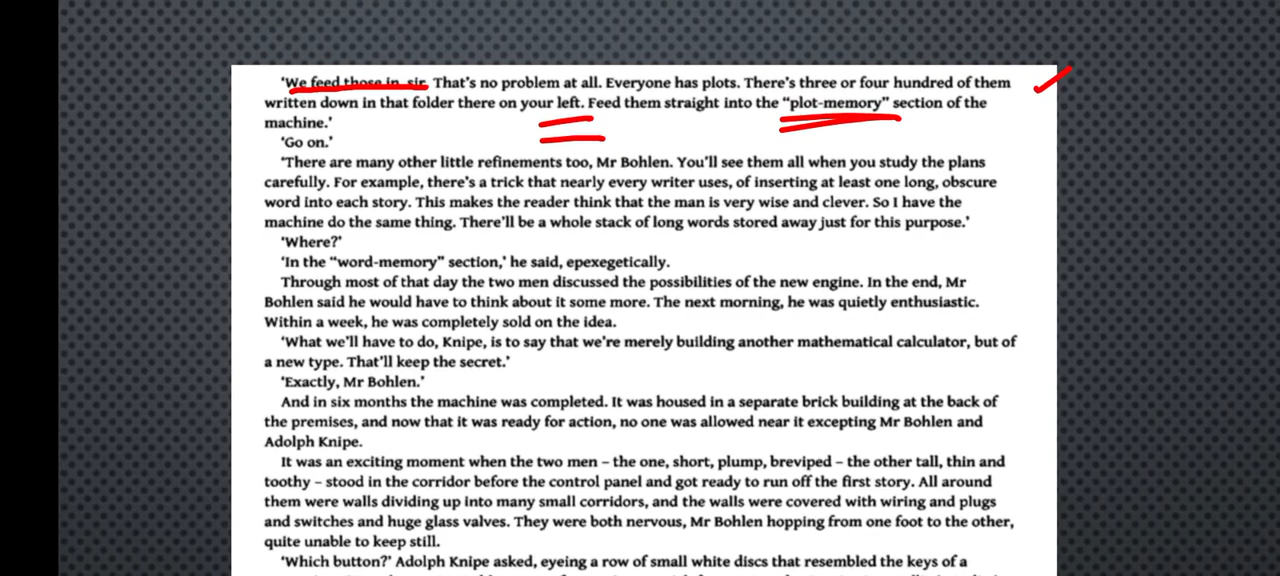 ‘We feed those in, sir. That’s no problem at all. Everyone has plots. There’s three or four hundred of them
written down in that folder there on your left. Feed them straight into the “plot-memory” section of the
machine.’
‘Go on.’
‘There are many other little refinements too, Mr Bohlen. You’ll see them all when you study the plans
carefully. For example, there’s a trick that nearly every writer uses, of inserting at least one long, obscure
word into each story. This makes the reader think that the man is very wise and clever. So I have the
machine do the same thing. There’ll be a whole stack of long words stored away just for this purpose.’
‘Where?’
‘In the “word-memory” section,’ he said, epexegetically.
Through most of that day the two men discussed the possibilities of the new engine. In the end, Mr
Bohlen said he would have to think about it some more. The next morning, he was quietly enthusiastic.
Within a week, he was completely sold on the idea.
‘What we’ll have to do, Knipe, is to say that we’re merely building another mathematical calculator, but of
a new type. That’ll keep the secret.’
‘Exactly, Mr Bohlen.’
And in six months the machine was completed. It was housed in a separate brick building at the back of
the premises, and now that it was ready for action, no one was allowed near it excepting Mr Bohlen and
Adolph Knipe.
It was an exciting moment when the two men – the one, short, plump, breviped – the other tall, thin and
toothy – stood in the corridor before the control panel and got ready to run off the first story. All around
them were walls dividing up into many small corridors, and the walls were covered with wiring and plugs
and switches and huge glass valves. They were both nervous, Mr Bohlen hopping from one foot to the other,
quite unable to keep still.
‘Which button?’ Adolph Knipe asked, eyeing a row of small white discs that resembled the keys of a